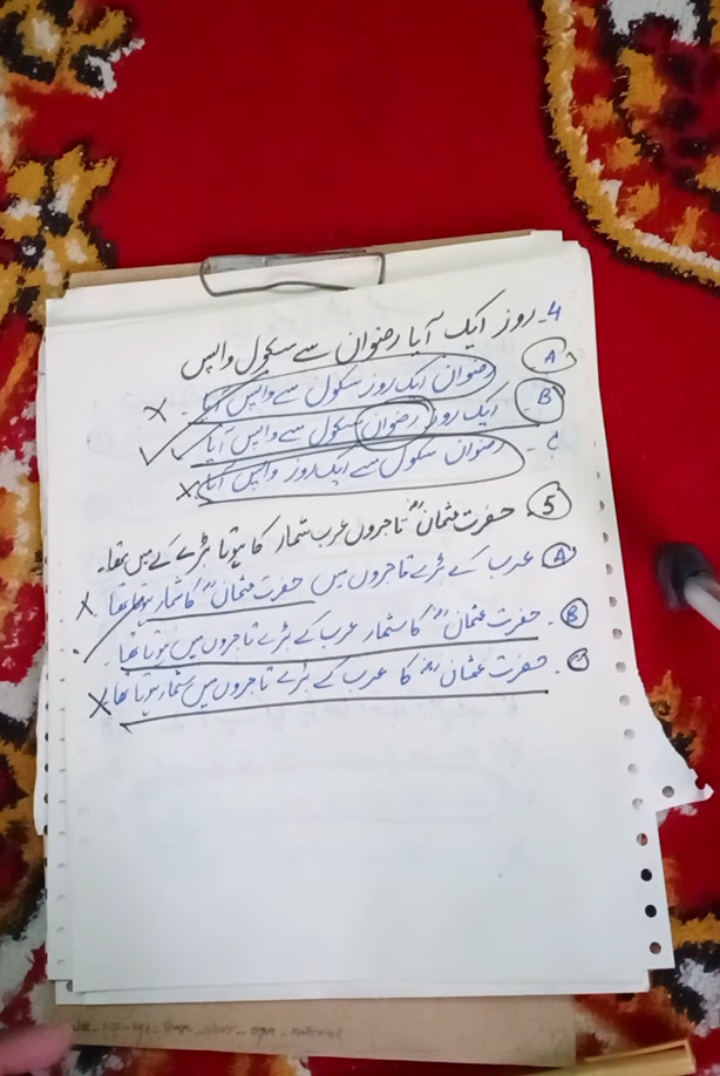 4۔ روز ایک آیا رضوان سے سکول واپس
A رضوان ایک روز سکول سے واپس آیا ۔ ×
B ایک روز رضوان سکول سے واپس آیا ✓
C ۔ رضوان سکول سے ایک روز واپس آیا ×
5 ۔ حضرت عثمانؓ تاجروں عرب شمار کا ہوتا بڑے کے میں تھا۔
A عرب کے بڑے تاجروں میں حضرت عثمانؓ کا شمار ہوتا تھا ×
B ۔ حضرت عثمانؓ کا شمار عرب کے بڑے تاجروں میں ہوتا تھا ۔
C ۔ حضرت عثمانؓ کا عرب کے بڑے تاجروں میں شمار ہوتا تھا ×